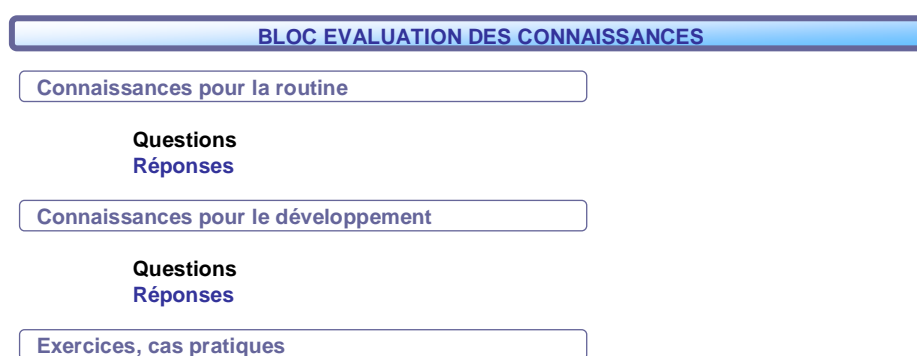 BLOC EVALUATION DES CONNAISSANCES
Connaissances pour la routine
Questions
Réponses
Connaissances pour le développement
Questions
Réponses
Exercices, cas pratiques